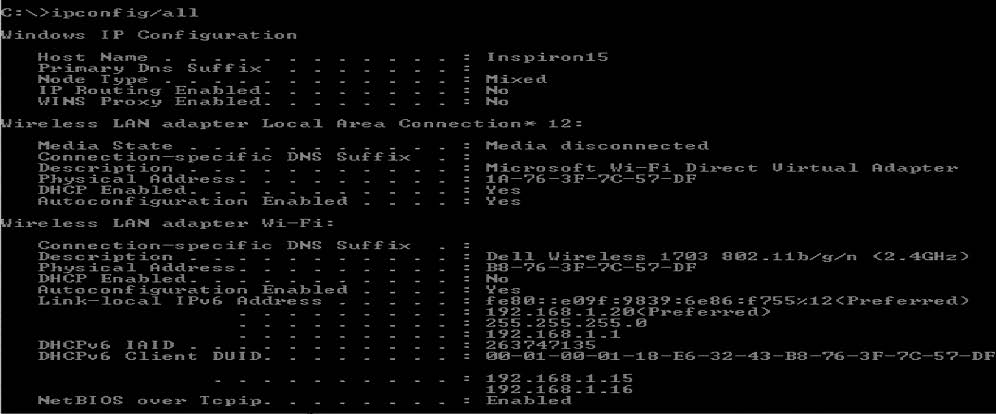 C:\>ipconfig/all
Windows IP Configuration
Host Name . . . . . . . . . . . . : Inspiron15
Primary Dns Suffix  . . . . . . . :
Node Type . . . . . . . . . . . . : Mixed
IP Routing Enabled. . . . . . . . : No
WINS Proxy Enabled. . . . . . . . : No
Wireless LAN adapter Local Area Connection* 12:
Media State . . . . . . . . . . . : Media disconnected
Connection-specific DNS Suffix  . :
Description . . . . . . . . . . . : Microsoft Wi-Fi Direct Virtual Adapter
Physical Address. . . . . . . . . : 1A-76-3F-7C-57-DF
DHCP Enabled. . . . . . . . . . . : Yes
Autoconfiguration Enabled . . . . : Yes
Wireless LAN adapter Wi-Fi:
Connection-specific DNS Suffix  . :
Description . . . . . . . . . . . : Dell Wireless 1703 802.11b/g/n (2.4GHz)
Physical Address. . . . . . . . . : B8-76-3F-7C-57-DF
DHCP Enabled. . . . . . . . . . . : No
Autoconfiguration Enabled . . . . : Yes
Link-local IPv6 Address . . . . . : fe80::e09f:9839:6e86:f755%12(Preferred)
. . . . . . . . : 192.168.1.20(Preferred)
. . . . . . . . : 255.255.255.0
. . . . . . . . : 192.168.1.1
DHCPv6 IAID . . . . . . . . . . . : 263747135
DHCPv6 Client DUID. . . . . . . . : 00-01-00-01-18-E6-32-43-B8-76-3F-7C-57-DF
. . . . . . . . . : 192.168.1.15
192.168.1.16
NetBIOS over Tcpip. . . . . . . . : Enabled